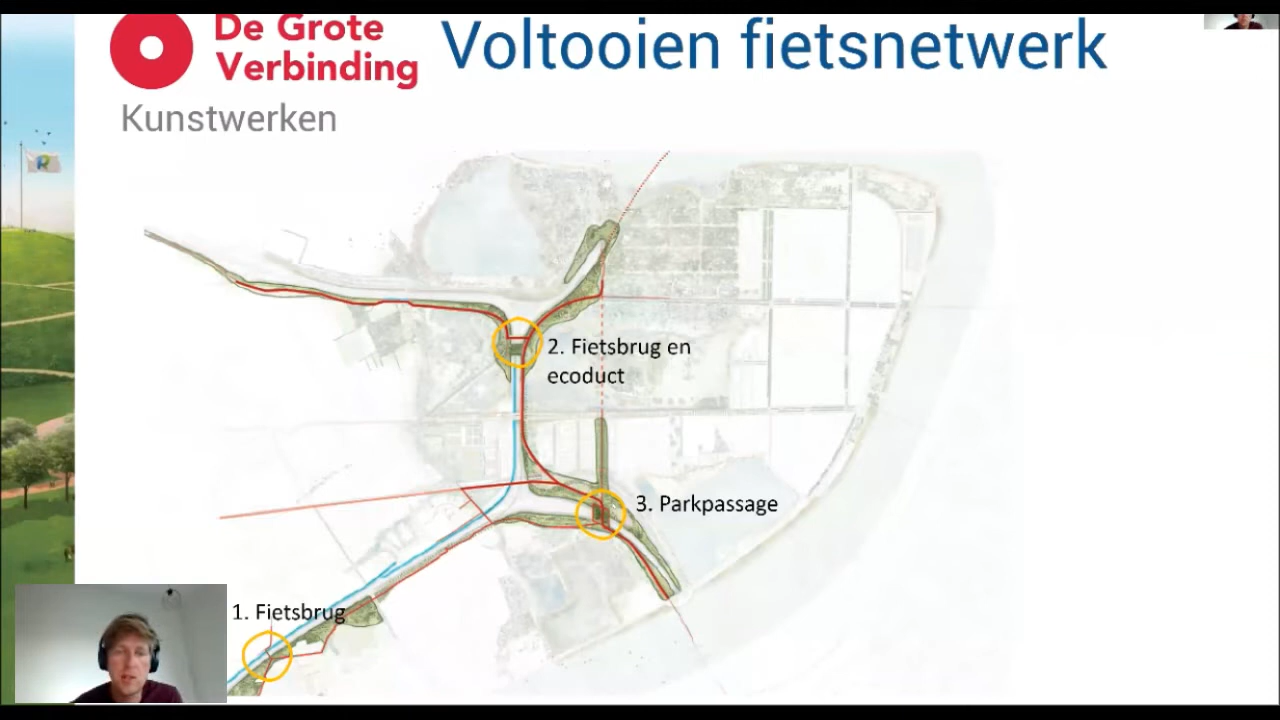 De Grote
Verbinding
Voltooien fietsnetwerk
Kunstwerken
2. Fietsbrug en
ecoduct
3. Parkpassage
1. Fietsbrug